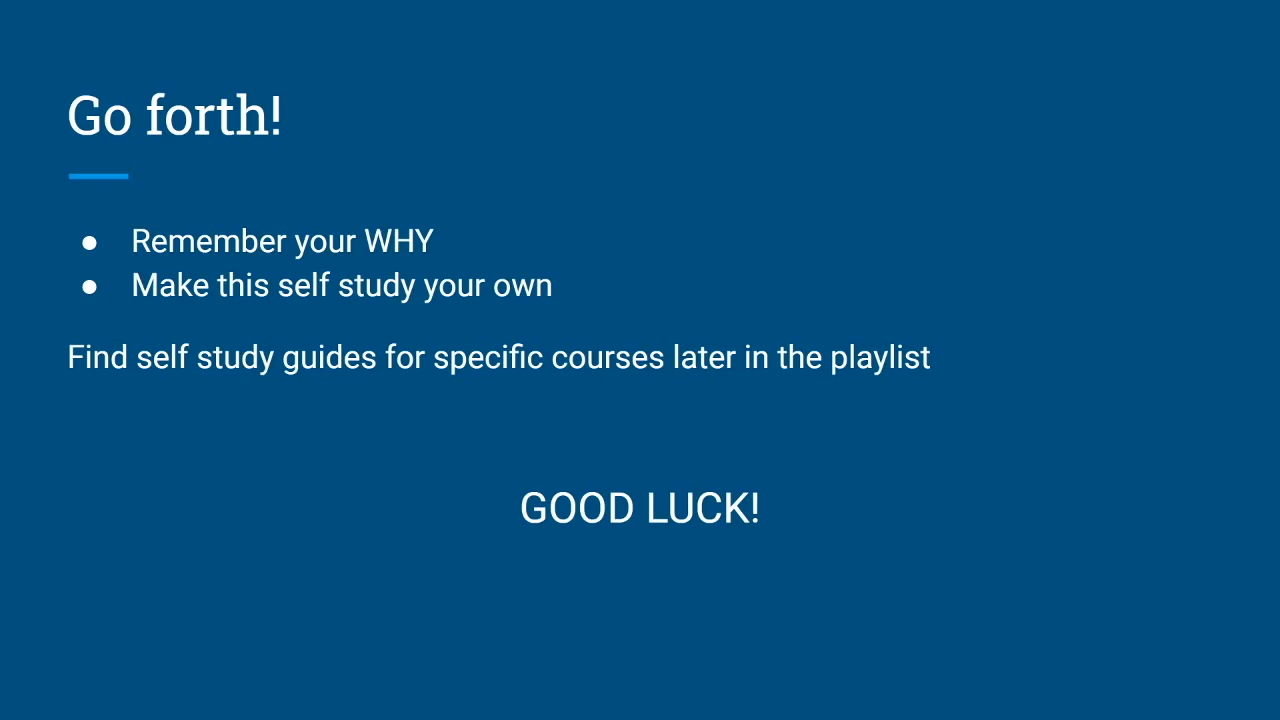 Go forth!
● Remember your WHY
● Make this self study your own
Find self study guides for specific courses later in the playlist
GOOD LUCK!